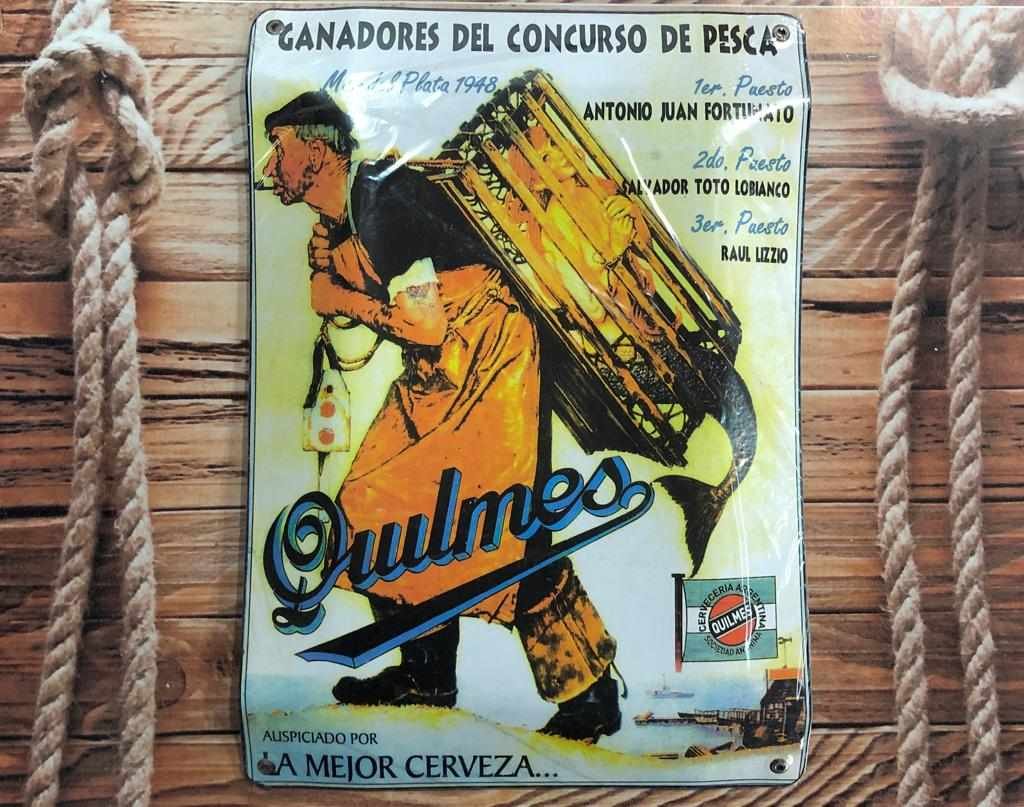 GANADORES DEL CONCURSO DE PESCA
Mar del Plata 1948
1er. Puesto
ANTONIO JUAN FORTUNATO
2do. Puesto
SALVADOR TOTO LOBIANCO
3er. Puesto
RAUL LIZZIO
Quilmes
CERVECERIA ARGENTINA
QUILMES
SOCIEDAD ANONIMA
AUSPICIADO POR
LA MEJOR CERVEZA...